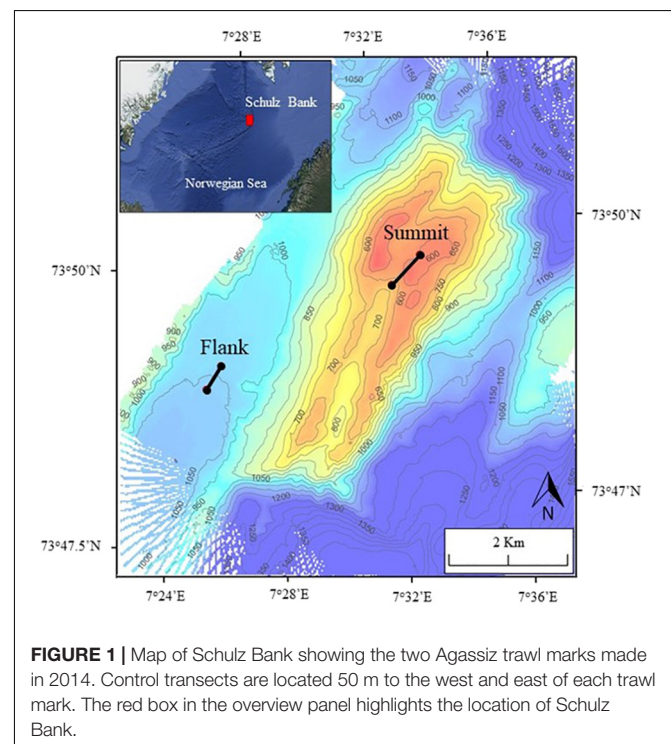 7°28'E 7°32'E 7°36'E
Schulz Bank
Norwegian Sea
73°50'N
73°50'N
Summit
Flank
73°47'N
73°47.5'N
N
2 Km
7°24'E 7°28'E 7°32'E 7°36'E
FIGURE 1 | Map of Schulz Bank showing the two Agassiz trawl marks made
in 2014. Control transects are located 50 m to the west and east of each trawl
mark. The red box in the overview panel highlights the location of Schulz
Bank.